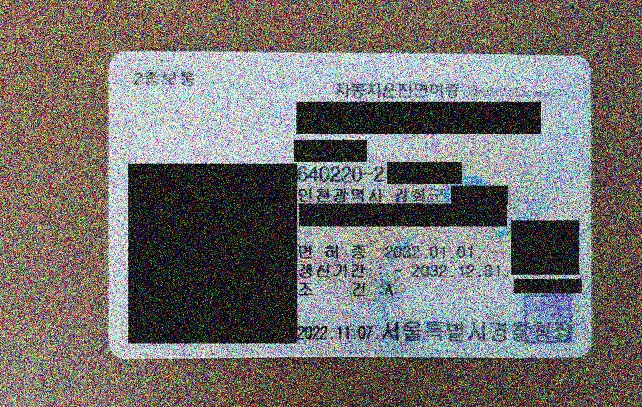 2종보통
자동차운전면허증
640220-2
인천광역시 강화군
면 허 증 2032.01.01
갱신기간 : ~ 2032.12.31
조 건 A
2022.11.07 서울특별시경찰청장